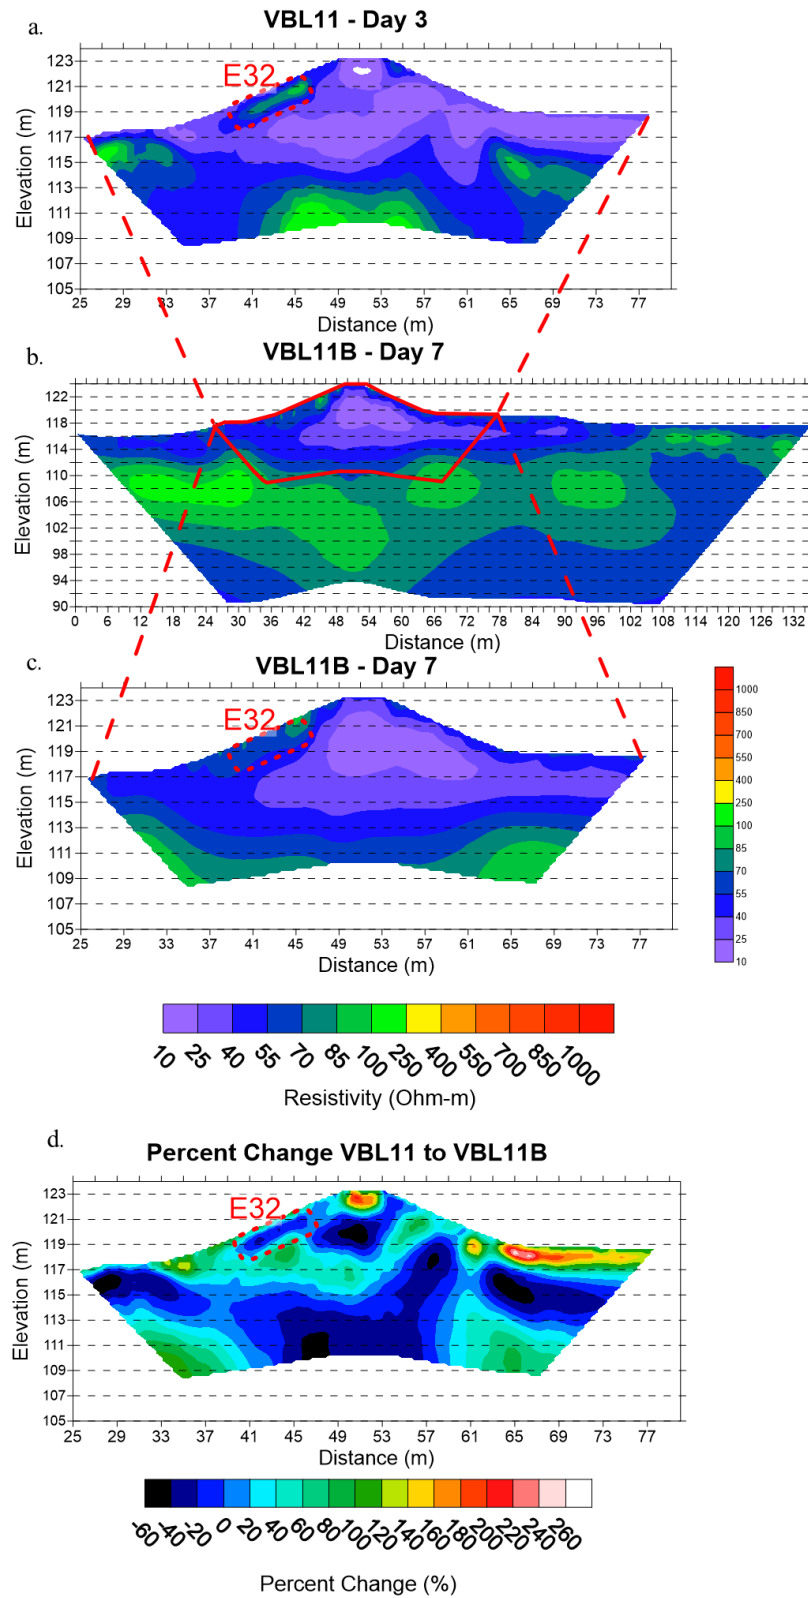 a.
VBL11 - Day 3
E32
123
121
119
117
115
113
111
109
107
105
Elevation (m)
25 29 33 37 41 45 49 53 57 61 65 69 73 77
Distance (m)
b.
VBL11B - Day 7
122
118
114
110
106
102
98
94
90
Elevation (m)
0 6 12 18 24 30 36 42 48 54 60 66 72 78 84 90 96 102 108 114 120 126 132
Distance (m)
c.
VBL11B - Day 7
E32
123
121
119
117
115
113
111
109
107
105
Elevation (m)
25 29 33 37 41 45 49 53 57 61 65 69 73 77
Distance (m)
1000
850
700
550
400
250
100
85
70
55
40
25
10
10 25 40 55 70 85 100 250 400 550 700 850 1000
Resistivity (Ohm-m)
d.
Percent Change VBL11 to VBL11B
E32
123
121
119
117
115
113
111
109
107
105
Elevation (m)
25 29 33 37 41 45 49 53 57 61 65 69 73 77
Distance (m)
-60 -40 -20 0 20 40 60 80 100 120 140 160 180 200 220 240 260
Percent Change (%)